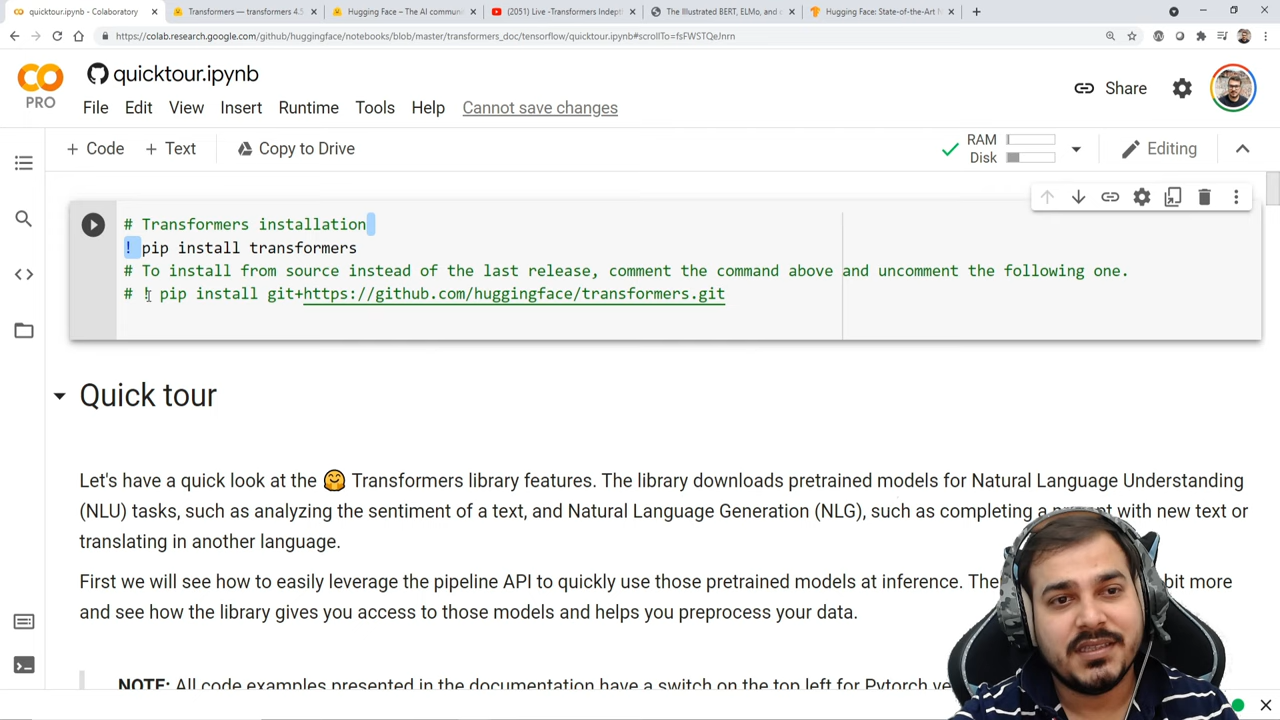 quicktour.ipynb - Colaboratory
Transformers — transformers 4.5
Hugging Face – The AI commun
(2051) Live -Transformers Indept
The Illustrated BERT, ELMo, and
Hugging Face: State-of-the-Art N
https://colab.research.google.com/github/huggingface/notebooks/blob/master/transformers_doc/tensorflow/quicktour.ipynb#scrollTo=fsFWSTQeJnrn
CO
PRO
quicktour.ipynb
Share
File Edit View Insert Runtime Tools Help Cannot save changes
+ Code + Text Copy to Drive
RAM
Disk
Editing
# Transformers installation
! pip install transformers
# To install from source instead of the last release, comment the command above and uncomment the following one.
# ! pip install git+https://github.com/huggingface/transformers.git
Quick tour
Let's have a quick look at the 🤗 Transformers library features. The library downloads pretrained models for Natural Language Understanding
(NLU) tasks, such as analyzing the sentiment of a text, and Natural Language Generation (NLG), such as completing a prompt with new text or
translating in another language.
First we will see how to easily leverage the pipeline API to quickly use those pretrained models at inference. The bit more
and see how the library gives you access to those models and helps you preprocess your data.
NOTE: All code examples presented in the documentation have a switch on the top left for Pytorch ve